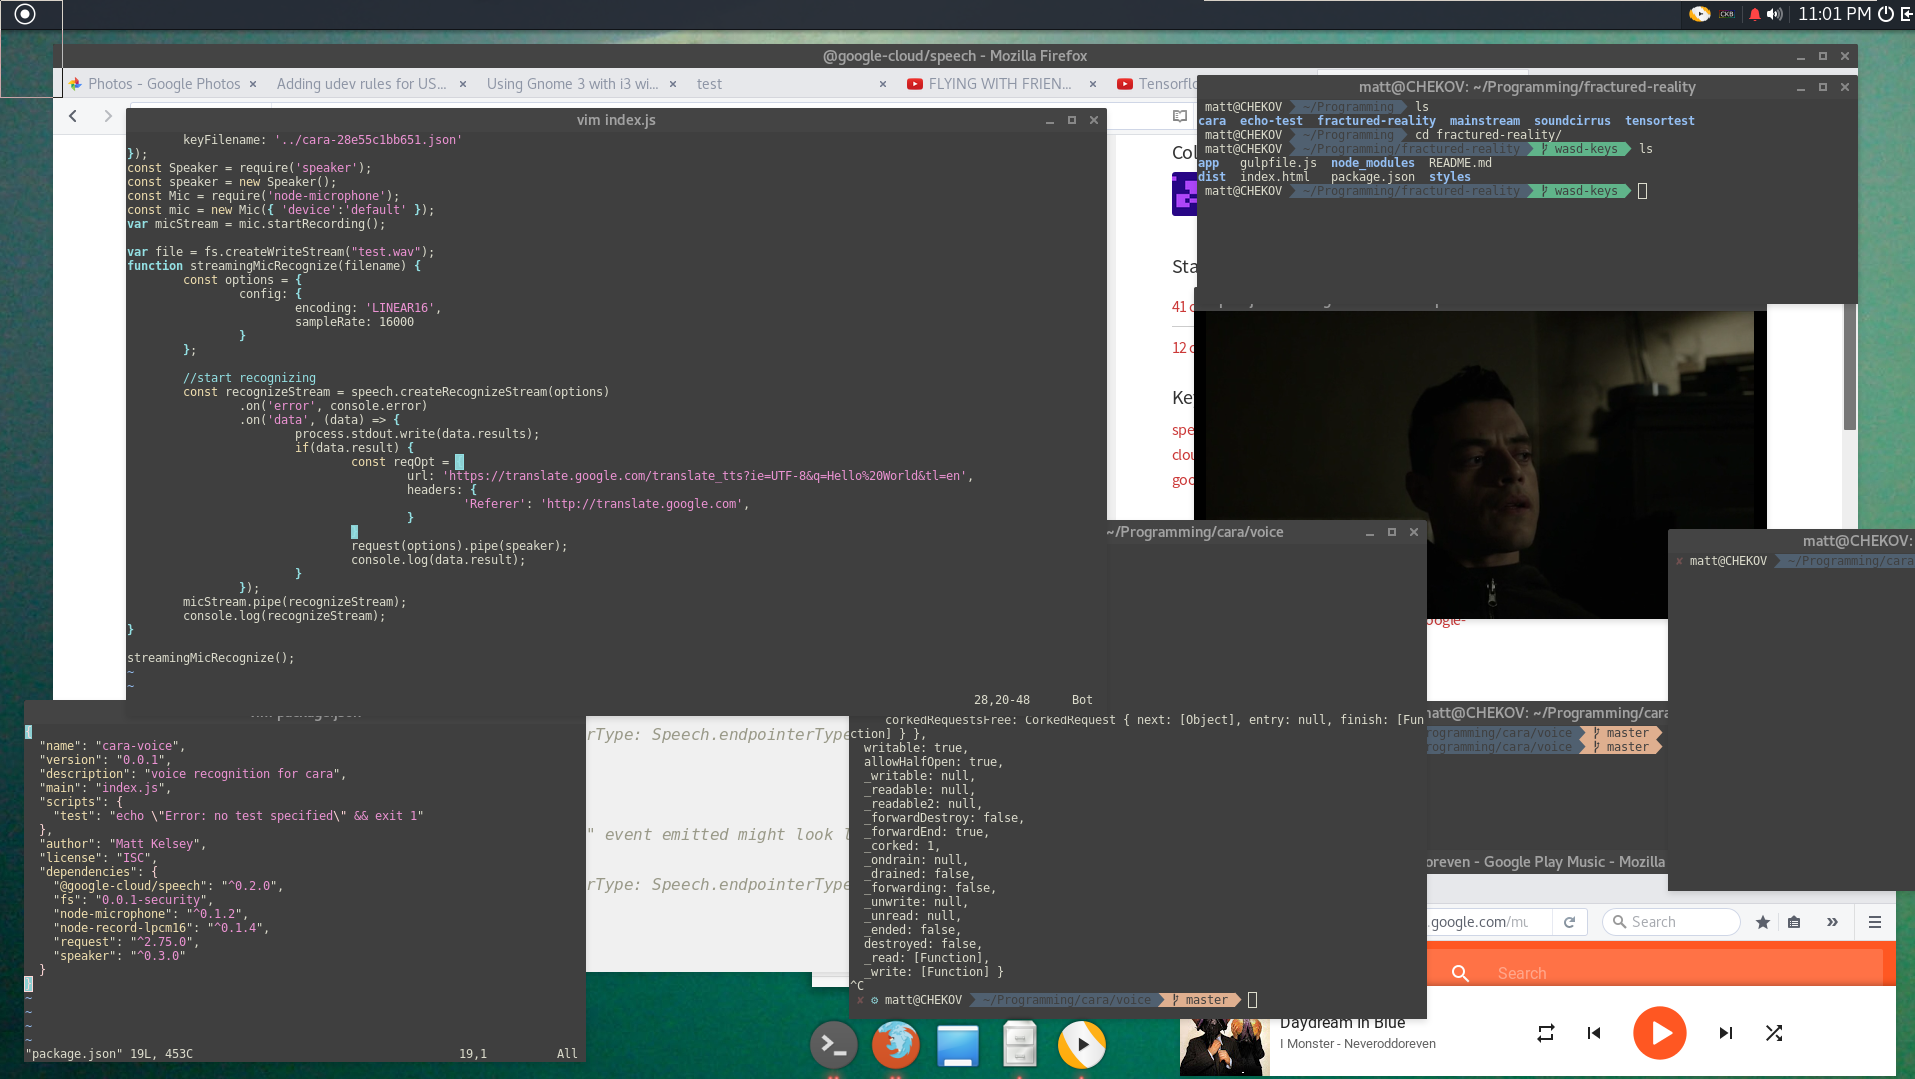 CKB
11:01 PM
@google-cloud/speech - Mozilla Firefox
Photos - Google Photos
Adding udev rules for US...
Using Gnome 3 with i3 wi...
test
FLYING WITH FRIEN...
Tensorflo
vim index.js
keyFilename: '../cara-28e55c1bb651.json'
});
const Speaker = require('speaker');
const speaker = new Speaker();
const Mic = require('node-microphone');
const mic = new Mic({ 'device':'default' });
var micStream = mic.startRecording();
var file = fs.createWriteStream("test.wav");
function streamingMicRecognize(filename) {
const options = {
config: {
encoding: 'LINEAR16',
sampleRate: 16000
}
};
//start recognizing
const recognizeStream = speech.createRecognizeStream(options)
.on('error', console.error)
.on('data', (data) => {
process.stdout.write(data.results);
if(data.result) {
const reqOpt = {
url: 'https://translate.google.com/translate_tts?ie=UTF-8&q=Hello%20World&tl=en',
headers: {
'Referer': 'http://translate.google.com',
}
}
request(options).pipe(speaker);
console.log(data.result);
}
});
micStream.pipe(recognizeStream);
console.log(recognizeStream);
}
streamingMicRecognize();
~
~
28,20-48 Bot
Col
Sta
41
12
Ke
spe
clou
goo
matt@CHEKOV: ~/Programming/fractured-reality
matt@CHEKOV ~/Programming ls
cara echo-test fractured-reality mainstream soundcirrus tensortest
matt@CHEKOV ~/Programming cd fractured-reality/
matt@CHEKOV ~/Programming/fractured-reality wasd-keys ls
app gulpfile.js node_modules README.md
dist index.html package.json styles
matt@CHEKOV ~/Programming/fractured-reality wasd-keys
~/Programming/cara/voice
matt@CHEKOV:
✘ matt@CHEKOV ~/Programming/cara
oogle-
matt@CHEKOV: ~/Programming/cara
rogramming/cara/voice master
rogramming/cara/voice master
vim package.json
{
"name": "cara-voice",
"version": "0.0.1",
"description": "voice recognition for cara",
"main": "index.js",
"scripts": {
"test": "echo \"Error: no test specified\" && exit 1"
},
"author": "Matt Kelsey",
"license": "ISC",
"dependencies": {
"@google-cloud/speech": "^0.2.0",
"fs": "0.0.1-security",
"node-microphone": "^0.1.2",
"node-record-lpcm16": "^0.1.4",
"request": "^2.75.0",
"speaker": "^0.3.0"
}
}
~
~
~
~
"package.json" 19L, 453C 19,1 All
rType: Speech.endpointerType
" event emitted might look l
rType: Speech.endpointerType
corkedRequestsFree: CorkedRequest { next: [Object], entry: null, finish: [Fun
ction] } },
writable: true,
allowHalfOpen: true,
_writable: null,
_readable: null,
_readable2: null,
_forwardDestroy: false,
_forwardEnd: true,
_corked: 1,
_ondrain: null,
_drained: false,
_forwarding: false,
_unwrite: null,
_unread: null,
_ended: false,
destroyed: false,
_read: [Function],
_write: [Function] }
^C
✘ ⚙ matt@CHEKOV ~/Programming/cara/voice master
oreven - Google Play Music - Mozilla
.google.com/mu
Search
Search
Daydream in Blue
I Monster - Neveroddoreven